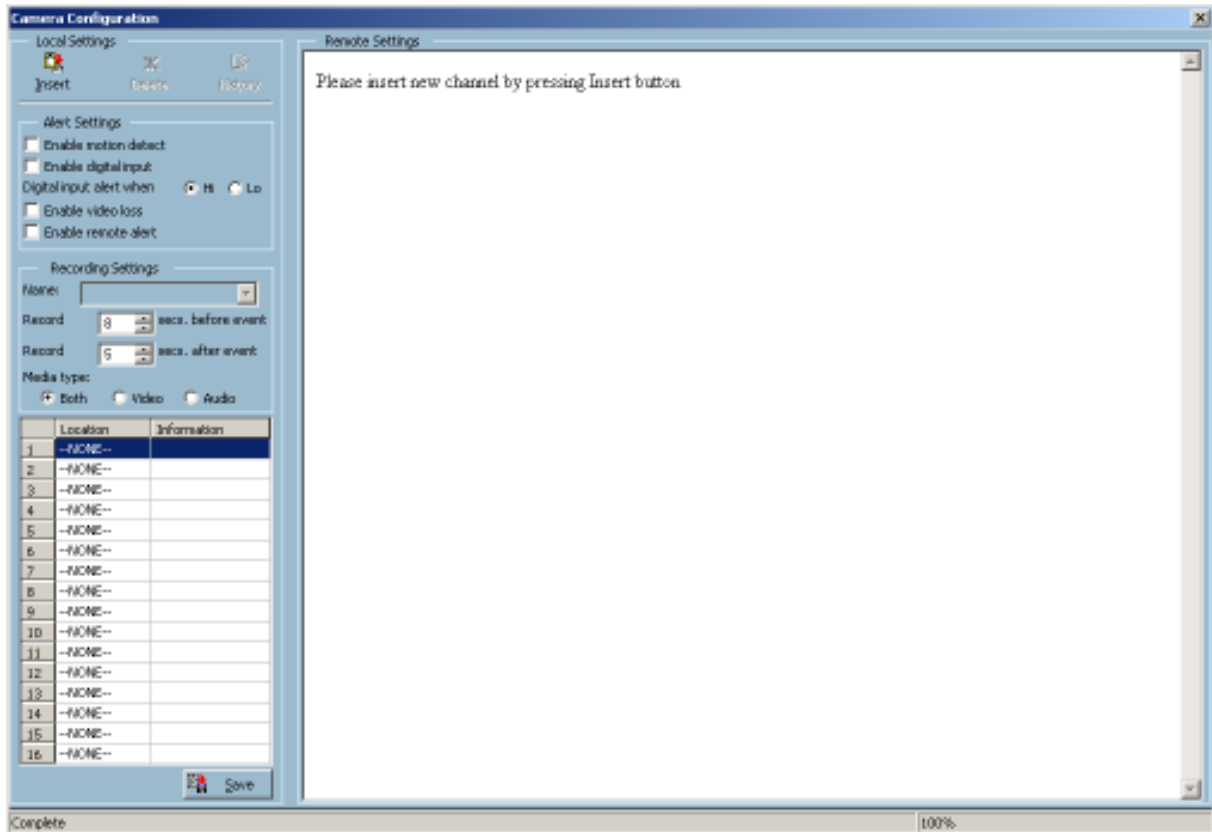 Camera Configuration
Local Settings
Insert Delete History
Alert Settings
Enable motion detect
Enable digital input
Digital input alert when Hi Lo
Enable video loss
Enable remote alert
Recording Settings
Name:
Record 8 secs. before event
Record 5 secs. after event
Media type:
Both Video Audio
Location Information
1 --NONE--
2 --NONE--
3 --NONE--
4 --NONE--
5 --NONE--
6 --NONE--
7 --NONE--
8 --NONE--
9 --NONE--
10 --NONE--
11 --NONE--
12 --NONE--
13 --NONE--
14 --NONE--
15 --NONE--
16 --NONE--
Save
Remote Settings
Please insert new channel by pressing Insert button
Complete 100%